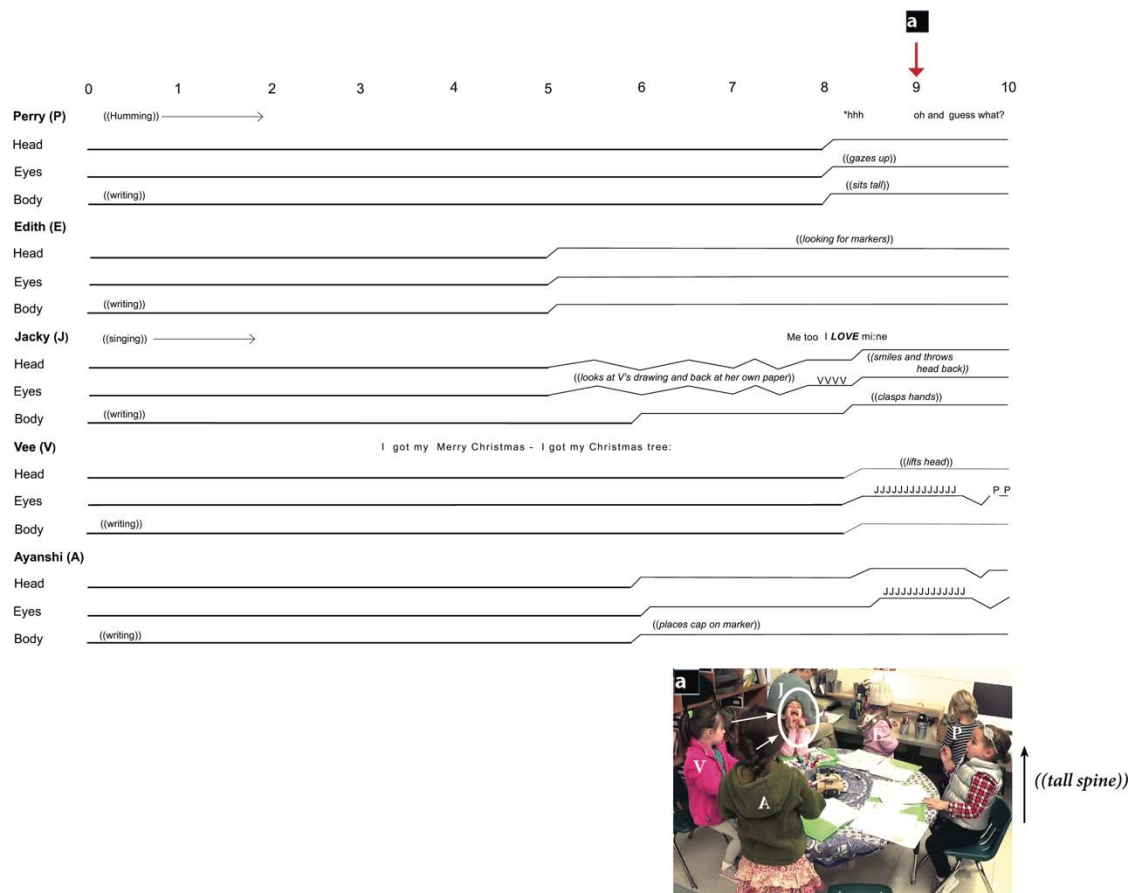 a
0 1 2 3 4 5 6 7 8 9 10
Perry (P) ((Humming)) *hhh oh and guess what?
Head
Eyes ((gazes up))
Body ((writing)) ((sits tall))
Edith (E)
Head ((looking for markers))
Eyes
Body ((writing))
Jacky (J) ((singing)) Me too I LOVE mi:ne
Head ((smiles and throws
head back))
Eyes ((looks at V's drawing and back at her own paper)) VVVV
Body ((writing)) ((clasps hands))
Vee (V) I got my Merry Christmas - I got my Christmas tree:
Head ((lifts head))
Eyes JJJJJJJJJJJJJJ P_P
Body ((writing))
Ayanshi (A)
Head
Eyes JJJJJJJJJJJJJJ
Body ((writing)) ((places cap on marker))
a
J
E
P
V
A
((tall spine))